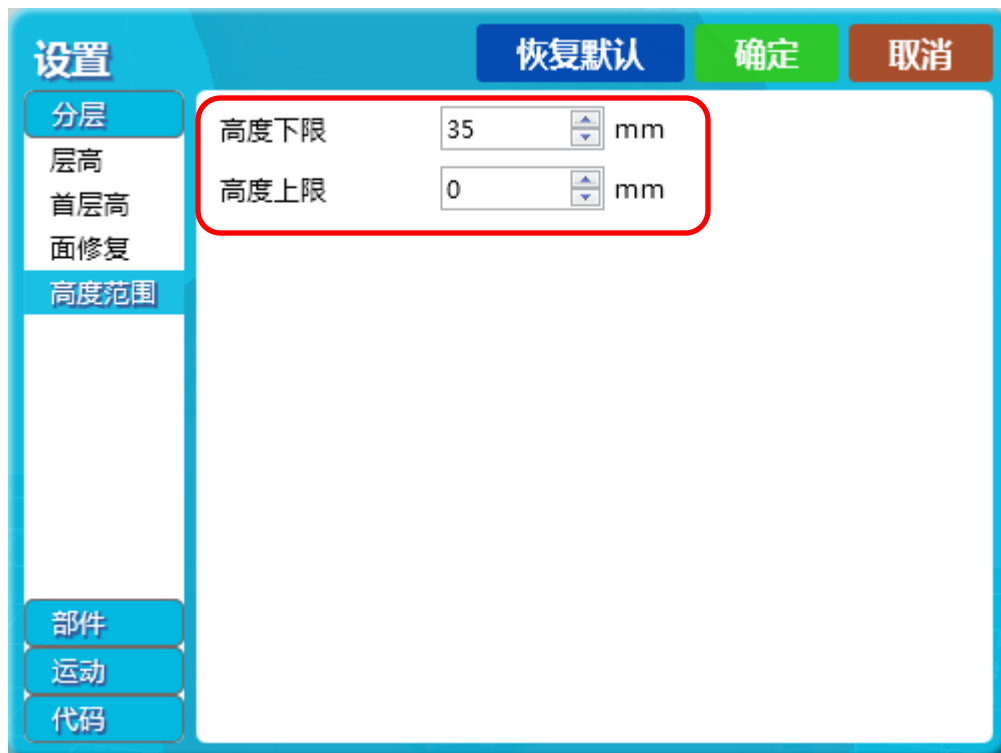 设置
恢复默认
确定
取消
分层
层高
首层高
面修复
高度范围
高度下限 35 mm
高度上限 0 mm
部件
运动
代码